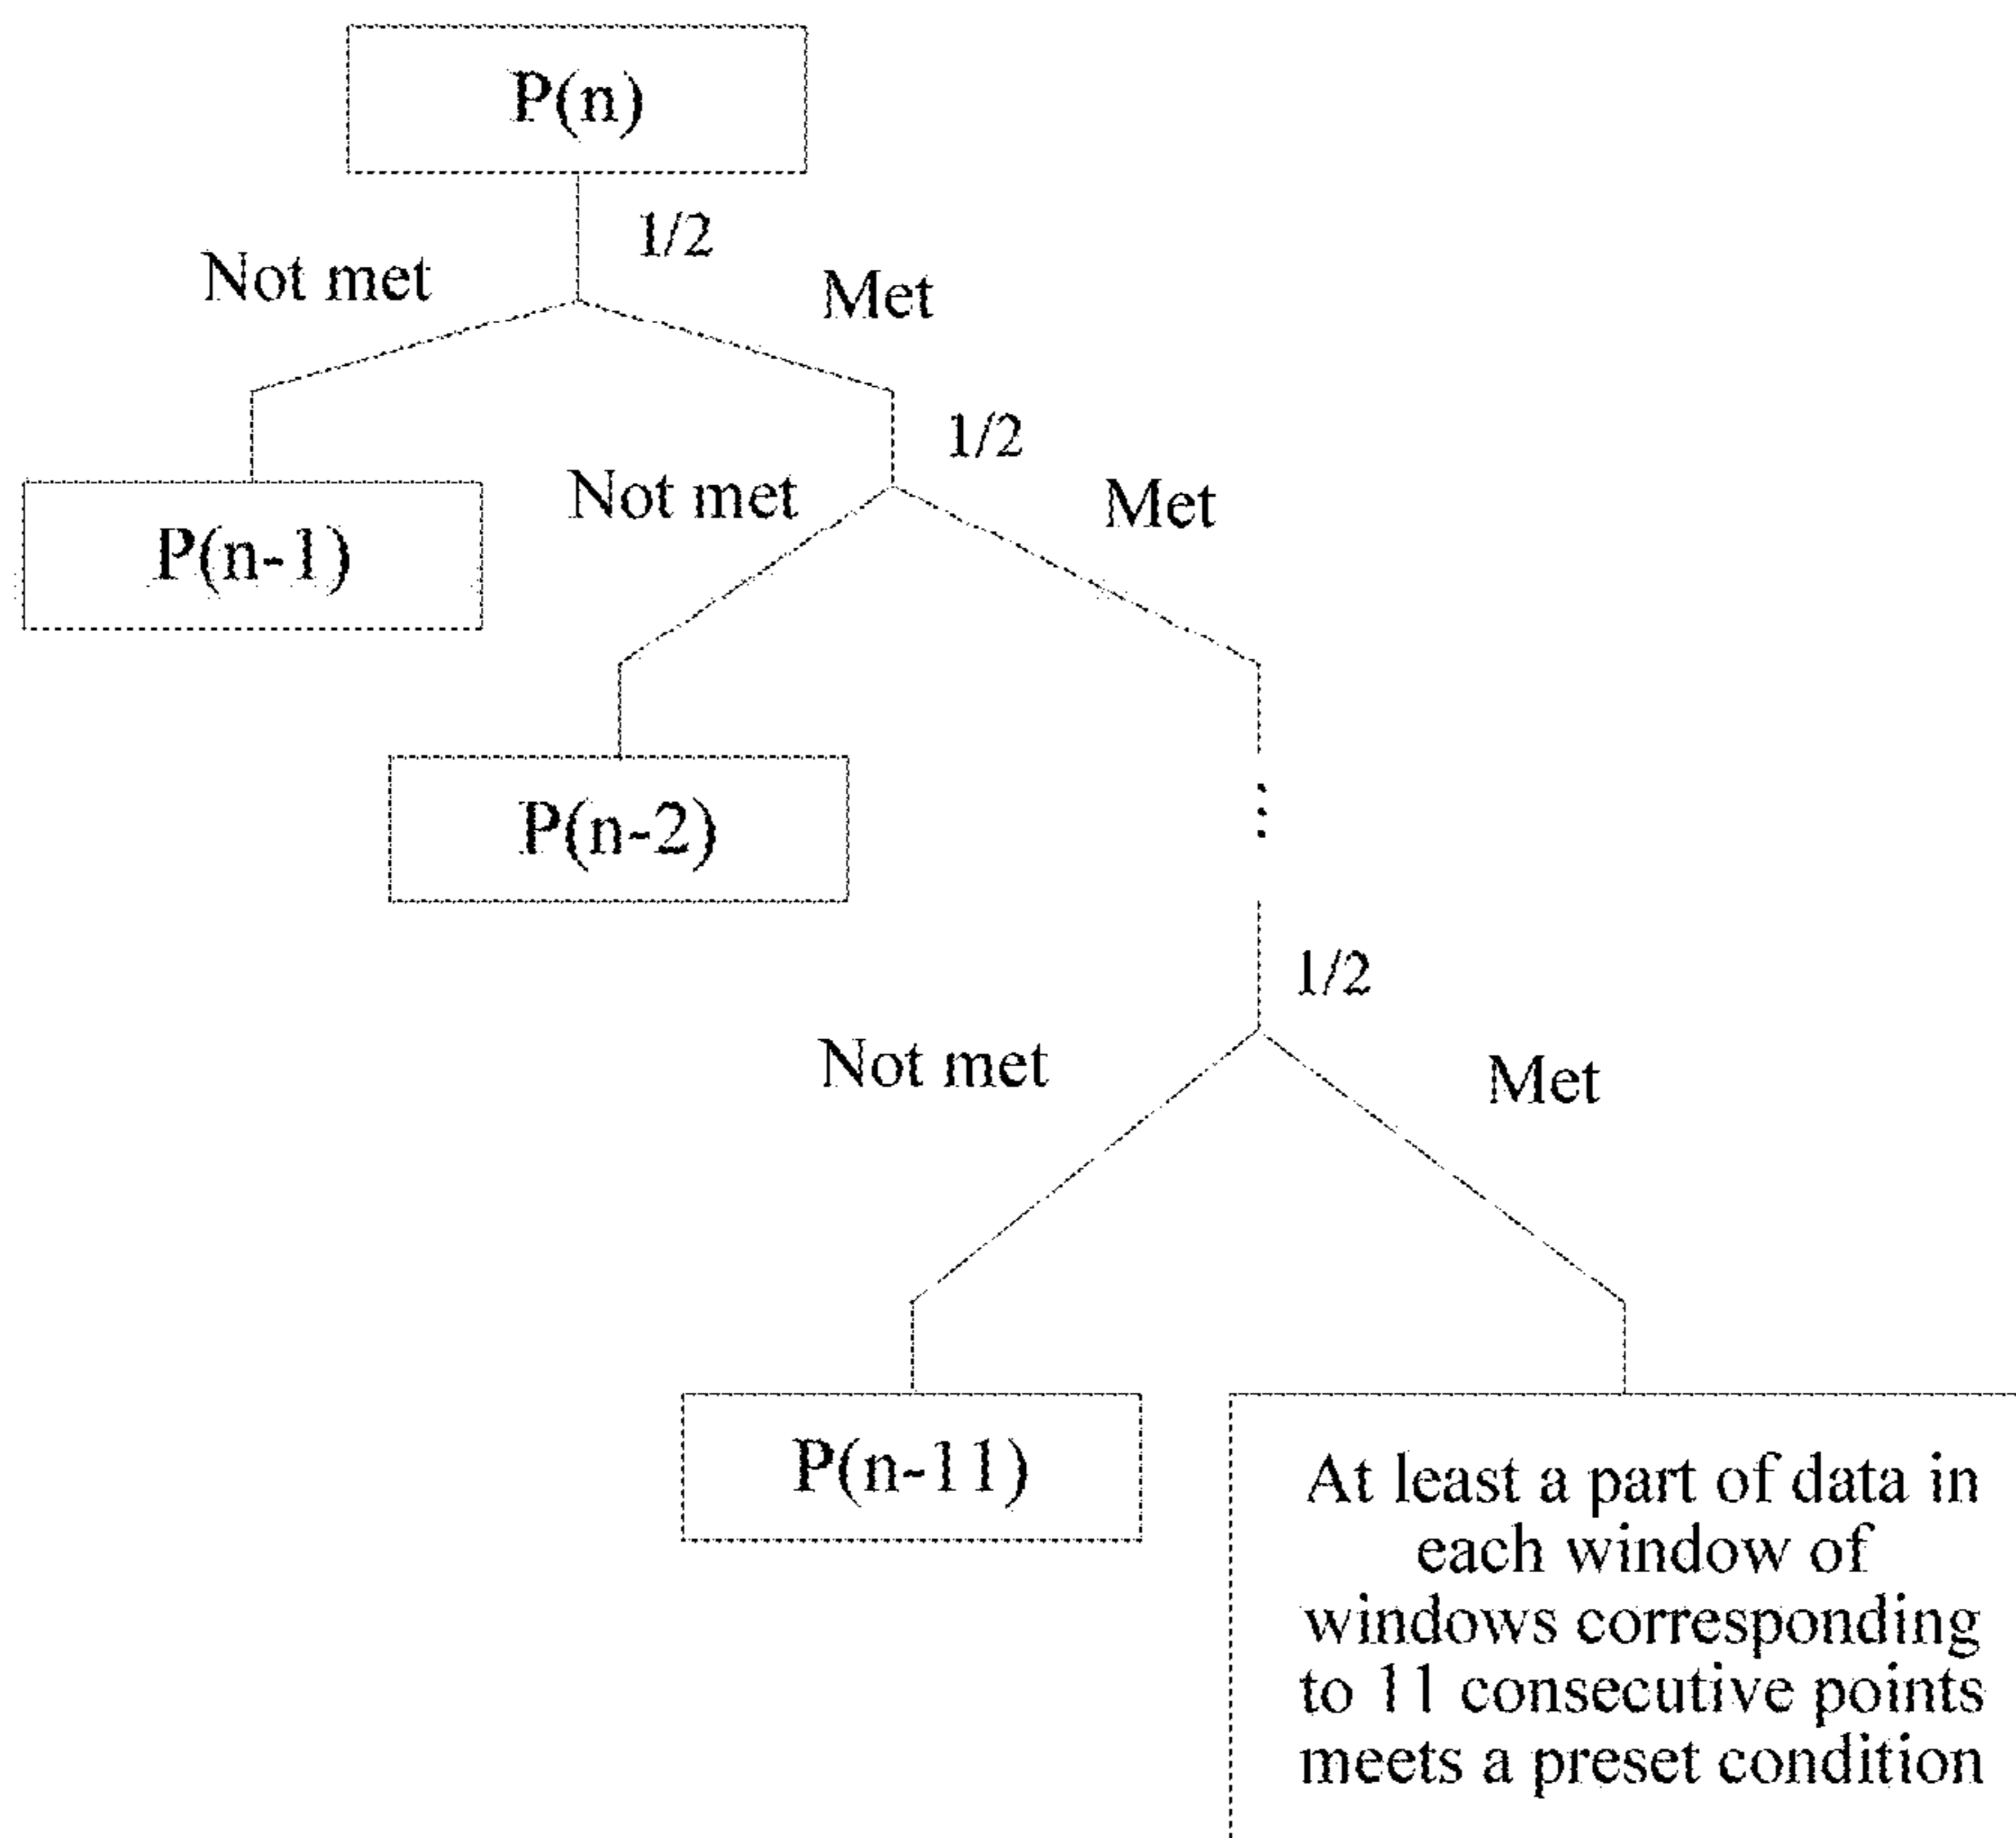 P(n)
1/2
Not met
Met
1/2
Not met
Met
P(n-1)
P(n-2)
⋮
1/2
Not met
Met
P(n-11)
At least a part of data in
each window of
windows corresponding
to 11 consecutive points
meets a preset condition